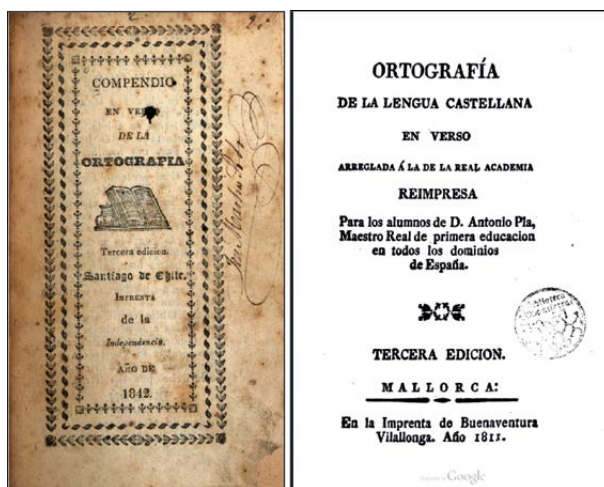 COMPENDIO
EN VERSO
DE LA
ORTOGRAFIA
Tercera edicion.
Santiago de Chile.
IMPRENTA
de la
Independencia.
AÑO DE
1842.
ORTOGRAFÍA
DE LA LENGUA CASTELLANA
EN VERSO
ARREGLADA Á LA DE LA REAL ACADEMIA
REIMPRESA
Para los alumnos de D. Antonio Pla,
Maestro Real de primera educacion
en todos los dominios
de España.
TERCERA EDICION.
MALLORCA:
En la Imprenta de Buenaventura
Vilallonga. Año 1811.
Google